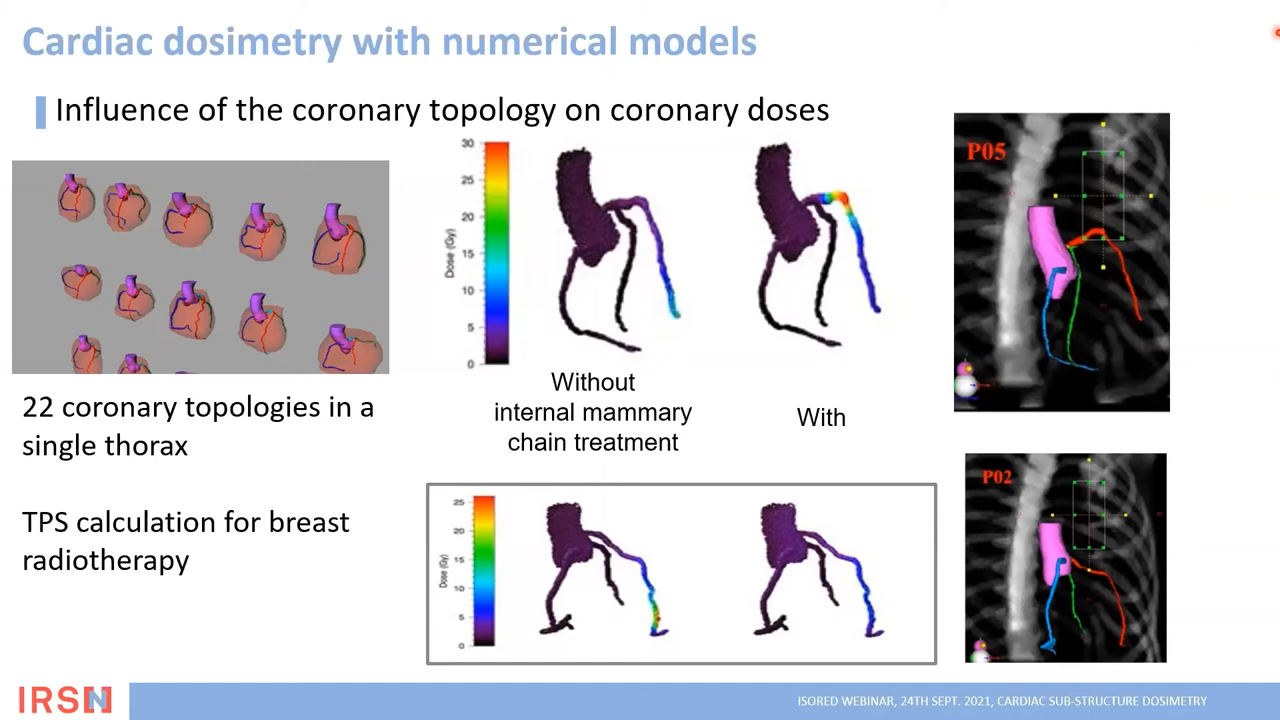 Cardiac dosimetry with numerical models
Influence of the coronary topology on coronary doses
30
25
20
15
10
5
0
Dose (Gy)
P05
Without
internal mammary
chain treatment
With
22 coronary topologies in a
single thorax
TPS calculation for breast
radiotherapy
25
20
15
10
5
0
Dose (Gy)
P02
IRSN
ISORED WEBINAR, 24TH SEPT. 2021, CARDIAC SUB-STRUCTURE DOSIMETRY